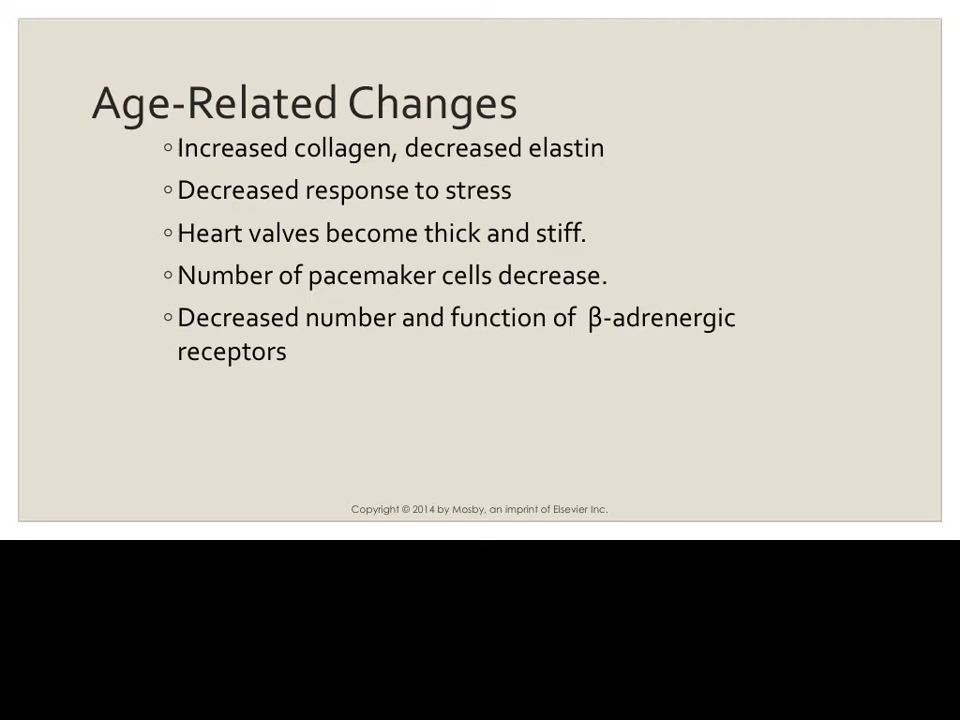 Age-Related Changes
◦Increased collagen, decreased elastin
◦Decreased response to stress
◦Heart valves become thick and stiff.
◦Number of pacemaker cells decrease.
◦Decreased number and function of  β-adrenergic
receptors
Copyright © 2014 by Mosby, an imprint of Elsevier Inc.